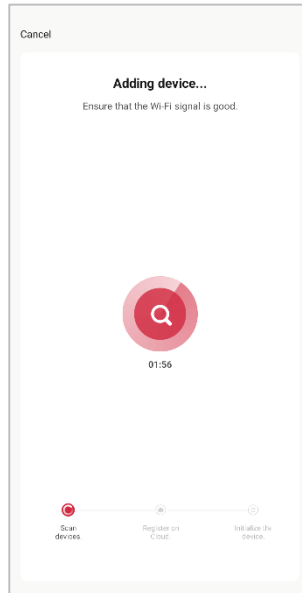 Cancel
Adding device...
Ensure that the Wi-Fi signal is good.
01:56
Scan
devices.
Register on
Cloud.
Initialize the
device.